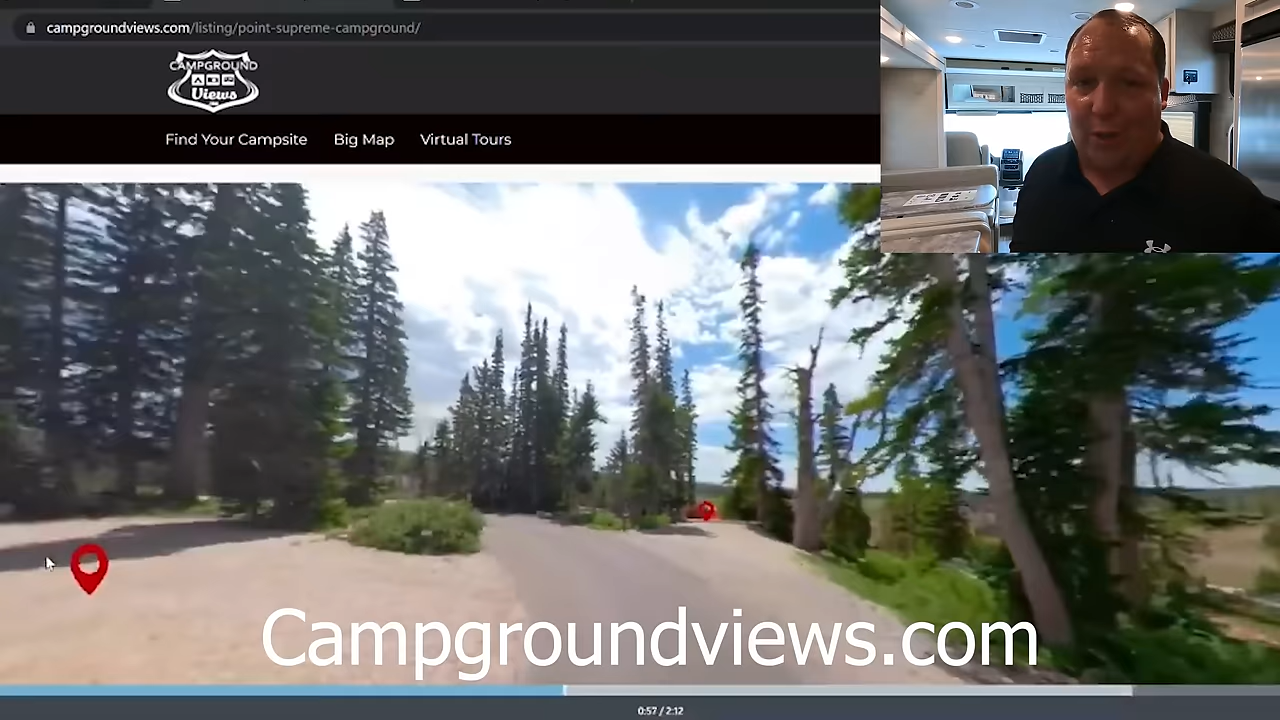 campgroundviews.com/listing/point-supreme-campground/
CAMPGROUND
Views
Find Your Campsite Big Map Virtual Tours
Campgroundviews.com
0:57 / 2:12